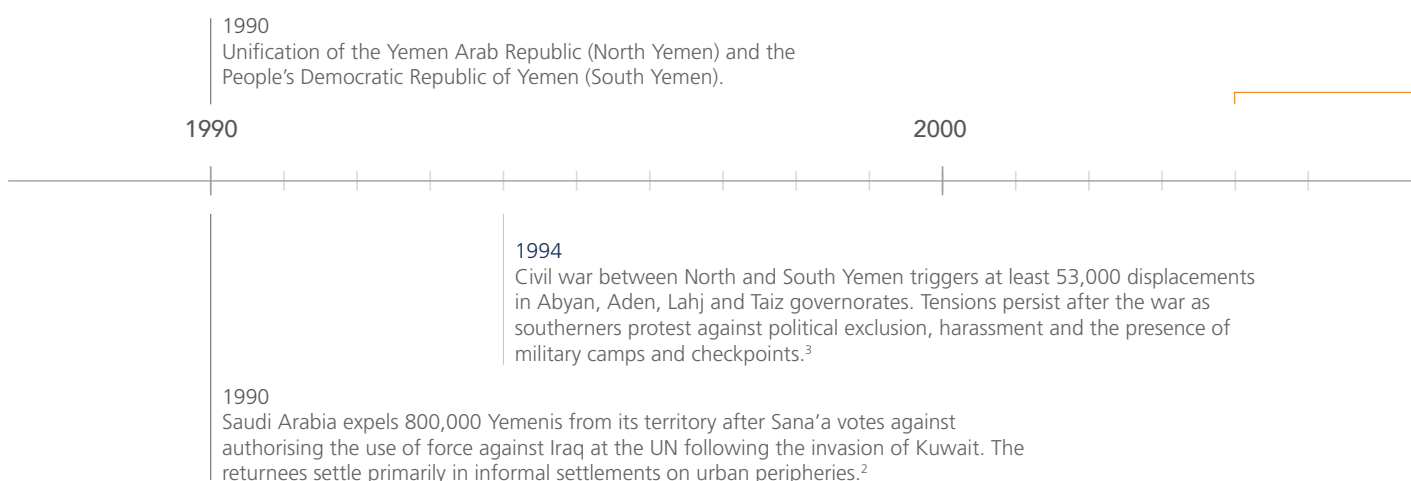 1990
Unification of the Yemen Arab Republic (North Yemen) and the
People’s Democratic Republic of Yemen (South Yemen).
1990
2000
1994
Civil war between North and South Yemen triggers at least 53,000 displacements
in Abyan, Aden, Lahj and Taiz governorates. Tensions persist after the war as
southerners protest against political exclusion, harassment and the presence of
military camps and checkpoints.³
1990
Saudi Arabia expels 800,000 Yemenis from its territory after Sana’a votes against
authorising the use of force against Iraq at the UN following the invasion of Kuwait. The
returnees settle primarily in informal settlements on urban peripheries.²